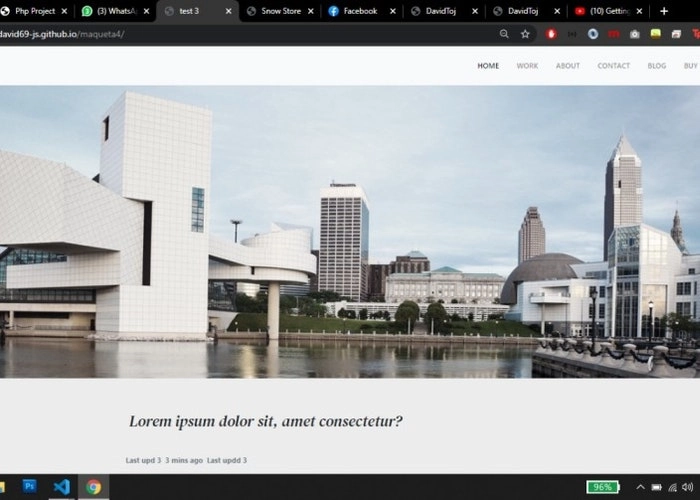 Php Project
(3) WhatsA
test 3
Snow Store
Facebook
DavidToj
DavidToj
(10) Getting
david69-js.github.io/maqueta4/
HOME WORK ABOUT CONTACT BLOG BUY
Lorem ipsum dolor sit, amet consectetur?
Last upd 3 3 mins ago Last updd 3
Ps
96%